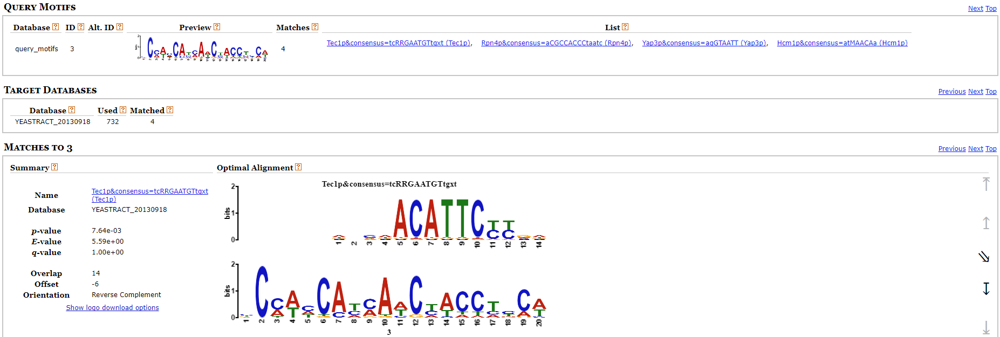 QUERY MOTIFS
Next Top
Database ? ID ? Alt. ID ? Preview ? Matches ? List ?
query_motifs 3 4 Tec1p&consensus=tcRRGAATGTtgxt (Tec1p), Rpn4p&consensus=aCGCCACCCtaatc (Rpn4p), Yap3p&consensus=agGTAATT (Yap3p), Hcm1p&consensus=atMAACAa (Hcm1p)
TARGET DATABASES
Previous Next Top
Database ? Used ? Matched ?
YEASTRACT_20130918 732 4
MATCHES TO 3
Previous Next Top
Summary ?
Name Tec1p&consensus=tcRRGAATGTtgxt
(Tec1p)
Database YEASTRACT_20130918
p-value 7.64e-03
E-value 5.59e+00
q-value 1.00e+00
Overlap 14
Offset -6
Orientation Reverse Complement
Show logo download options
Optimal Alignment ?
Tec1p&consensus=tcRRGAATGTtgxt
2
bits
1
0
ACATTC
1 2 3 4 5 6 7 8 9 10 11 12 13 14
2
bits
1
0
1 2 3 4 5 6 7 8 9 10 11 12 13 14 15 16 17 18 19 20
3